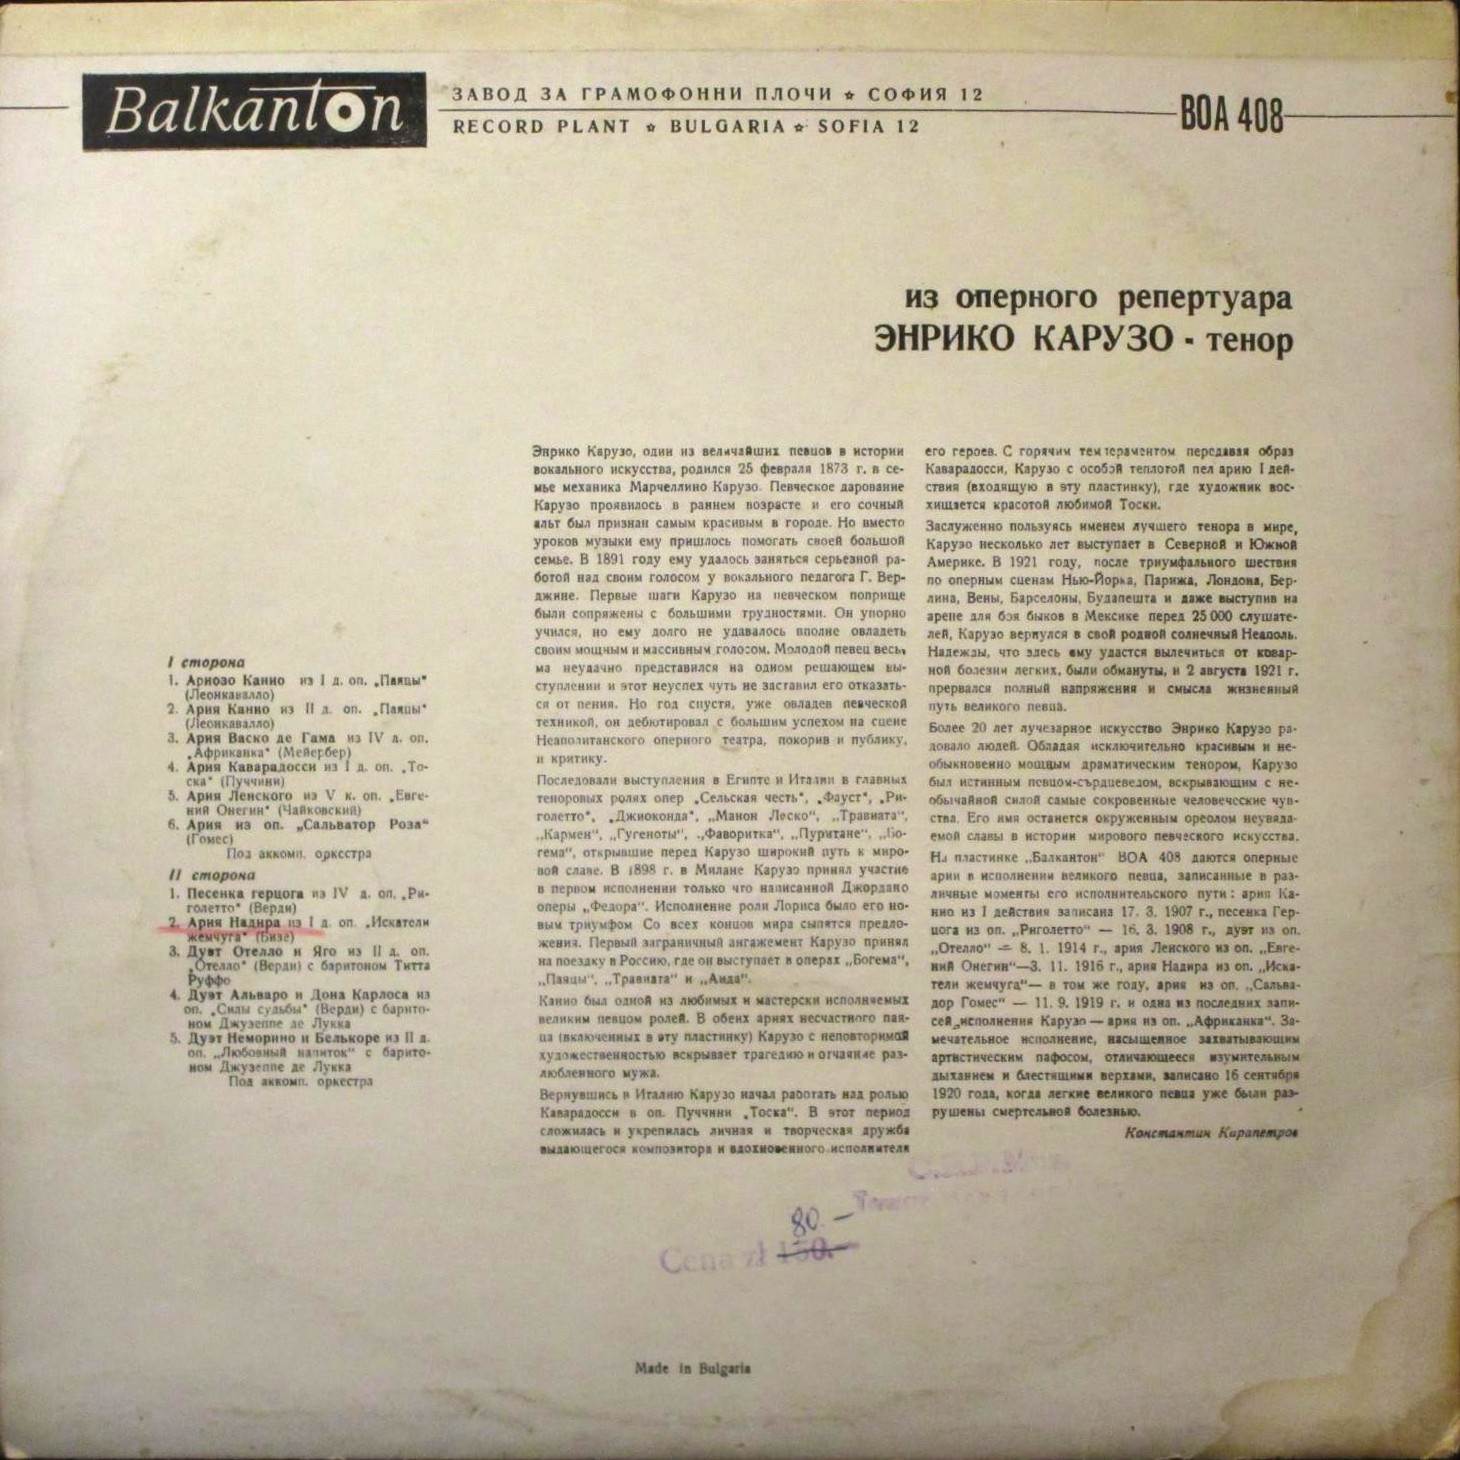 Balkanton
ЗАВОД ЗА ГРАМОФОННИ ПЛОЧИ ☆ СОФИЯ 12
RECORD PLANT ☆ BULGARIA ☆ SOFIA 12
ВОА 408
из оперного репертуара
ЭНРИКО КАРУЗО - тенор
I сторона
1. Ариозо Канио из I д. оп. „Паяцы“
(Леонкавалло)
2. Ария Канио из II д. оп. „Паяцы“
(Леонкавалло)
3. Ария Васко де Гама из IV д. оп.
„Африканка“ (Мейербер)
4. Ария Каварадосси из I д. оп. „То-
ска“ (Пуччини)
5. Ария Ленского из V к. оп. „Евге-
ний Онегин“ (Чайковский)
6. Ария из оп. „Сальватор Роза“
(Гомес)
Под аккомп. оркестра
II сторона
1. Песенка герцога из IV д. оп. „Ри-
голетто“ (Верди)
2. Ария Надира из I д. оп. „Искатели
жемчуга“ (Бизе)
3. Дуэт Отелло и Яго из II д. оп.
„Отелло“ (Верди) с баритоном Титта
Руффо
4. Дуэт Альваро и Дона Карлоса из
оп. „Силы судьбы“ (Верди) с барито-
ном Джузеппе де Лукка
5. Дуэт Неморино и Белькоре из II д.
оп. „Любовный напиток“ с барито-
ном Джузеппе де Лукка
Под аккомп. оркестра
Энрико Карузо, один из величайших певцов в истории
вокального искусства, родился 25 февраля 1873 г. в се-
мье механика Марчеллино Карузо. Певческое дарование
Карузо проявилось в раннем возрасте и его сочный
альт был признан самым красивым в городе. Но вместо
уроков музыки ему пришлось помогать своей большой
семье. В 1891 году ему удалось заняться серьезной ра-
ботой над своим голосом у вокального педагога Г. Вер-
джине. Первые шаги Карузо на певческом поприще
были сопряжены с большими трудностями. Он упорно
учился, но ему долго не удавалось вполне овладеть
своим мощным и массивным голосом. Молодой певец весь-
ма неудачно представился на одном решающем вы-
ступлении и этот неуспех чуть не заставил его отказать-
ся от пения. Но год спустя, уже овладев певческой
техникой, он дебютировал с большим успехом на сцене
Неаполитанского оперного театра, покорив и публику,
и критику.
Последовали выступления в Египте и Италии в главных
теноровых ролях опер „Сельская честь“, „Фауст“, „Ри-
голетто“, „Джиоконда“, „Манон Леско“, „Травиата“,
„Кармен“, „Гугеноты“, „Фаворитка“, „Пуритане“, „Бо-
гема“, открывшие перед Карузо широкий путь к миро-
вой славе. В 1898 г. в Милане Карузо принял участие
в первом исполнении только что написанной Джордано
оперы „Федора“. Исполнение роли Лориса было его но-
вым триумфом Со всех концов мира сыпятся предло-
жения. Первый заграничный ангажемент Карузо принял
на поездку в Россию, где он выступает в операх „Богема“,
„Паяцы“, „Травиата“ и „Аида“.
Канио был одной из любимых и мастерски исполняемых
великим певцом ролей. В обеих ариях несчастного пая-
ца (включенных в эту пластинку) Карузо с неповторимой
художественностью вскрывает трагедию и отчаяние раз-
любленного мужа.
Вернувшись в Италию Карузо начал работать над ролью
Каварадосси в оп. Пуччини „Тоска“. В этот период
сложилась и укрепилась личная и творческая дружба
выдающегося композитора и вдохновенного исполнителя
его героев. С горячим темпераментом передавая образ
Каварадосси, Карузо с особой теплотой пел арию I дей-
ствия (входящую в эту пластинку), где художник вос-
хищается красотой любимой Тоски.
Заслуженно пользуясь именем лучшего тенора в мире,
Карузо несколько лет выступает в Северной и Южной
Америке. В 1921 году, после триумфального шествия
по оперным сценам Нью-Йорка, Парижа, Лондона, Бер-
лина, Вены, Барселоны, Будапешта и даже выступив на
арене для боя быков в Мексике перед 25 000 слушате-
лей, Карузо вернулся в свой родной солнечный Неаполь.
Надежды, что здесь ему удастся вылечиться от ковар-
ной болезни легких, были обмануты, и 2 августа 1921 г.
прервался полный напряжения и смысла жизненный
путь великого певца.
Более 20 лет лучезарное искусство Энрико Карузо ра-
довало людей. Обладая исключительно красивым и не-
обыкновенно мощным драматическим тенором, Карузо
был истинным певцом-сърдцеведом, вскрывающим с не-
обычайной силой самые сокровенные человеческие чув-
ства. Его имя останется окруженным ореолом неувяда-
емой славы в истории мирового певческого искусства.
На пластинке „Балкантон“ ВОА 408 даются оперные
арии в исполнении великого певца, записанные в раз-
личные моменты его исполнительского пути: ария Ка-
нио из I действия записана 17. 3. 1907 г., песенка Гер-
цога из оп. „Риголетто“ — 16. 3. 1908 г., дуэт из оп.
„Отелло“ — 8. 1. 1914 г., ария Ленского из оп. „Евге-
ний Онегин“—3. 11. 1916 г., ария Надира из оп. „Иска-
тели жемчуга“— в том же году, ария из оп. „Сальва-
дор Гомес“ — 11. 9. 1919 г. и одна из последних запи-
сей исполнения Карузо — ария из оп. „Африканка“. За-
мечательное исполнение, насыщенное захватывающим
артистическим пафосом, отличающееся изумительным
дыханием и блестящими верхами, записано 16 сентября
1920 года, когда легкие великого певца уже были раз-
рушены смертельной болезнью.
Константин Карапетров
80.—
Cena zł 150.-
Made in Bulgaria